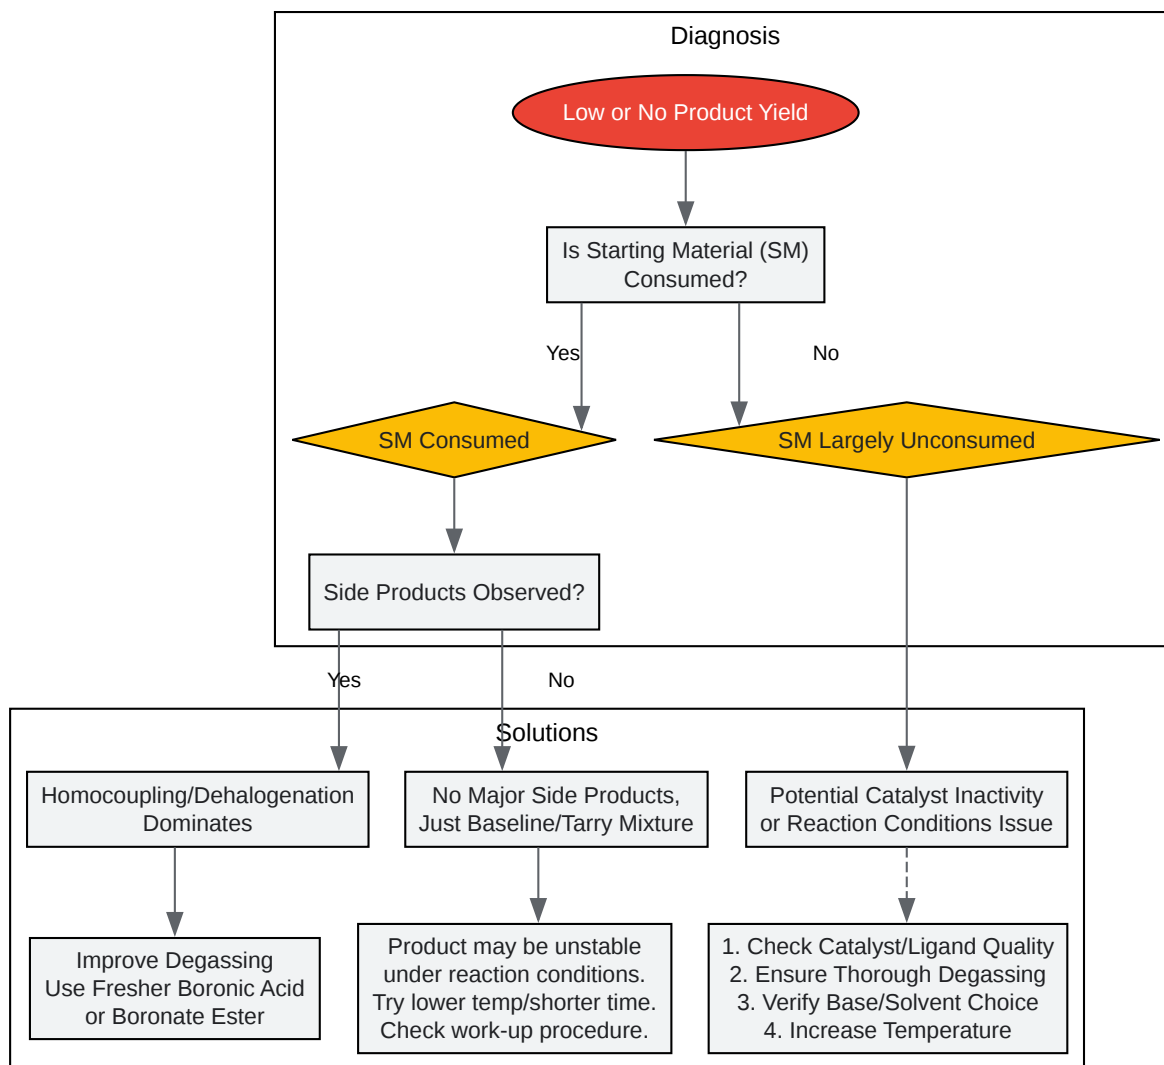 Diagnosis
Low or No Product Yield
Is Starting Material (SM)
Consumed?
Yes
No
SM Consumed
SM Largely Unconsumed
Side Products Observed?
Yes
No
Solutions
Homocoupling/Dehalogenation
Dominates
No Major Side Products,
Just Baseline/Tarry Mixture
Potential Catalyst Inactivity
or Reaction Conditions Issue
Improve Degassing
Use Fresher Boronic Acid
or Boronate Ester
Product may be unstable
under reaction conditions.
Try lower temp/shorter time.
Check work-up procedure.
1. Check Catalyst/Ligand Quality
2. Ensure Thorough Degassing
3. Verify Base/Solvent Choice
4. Increase Temperature